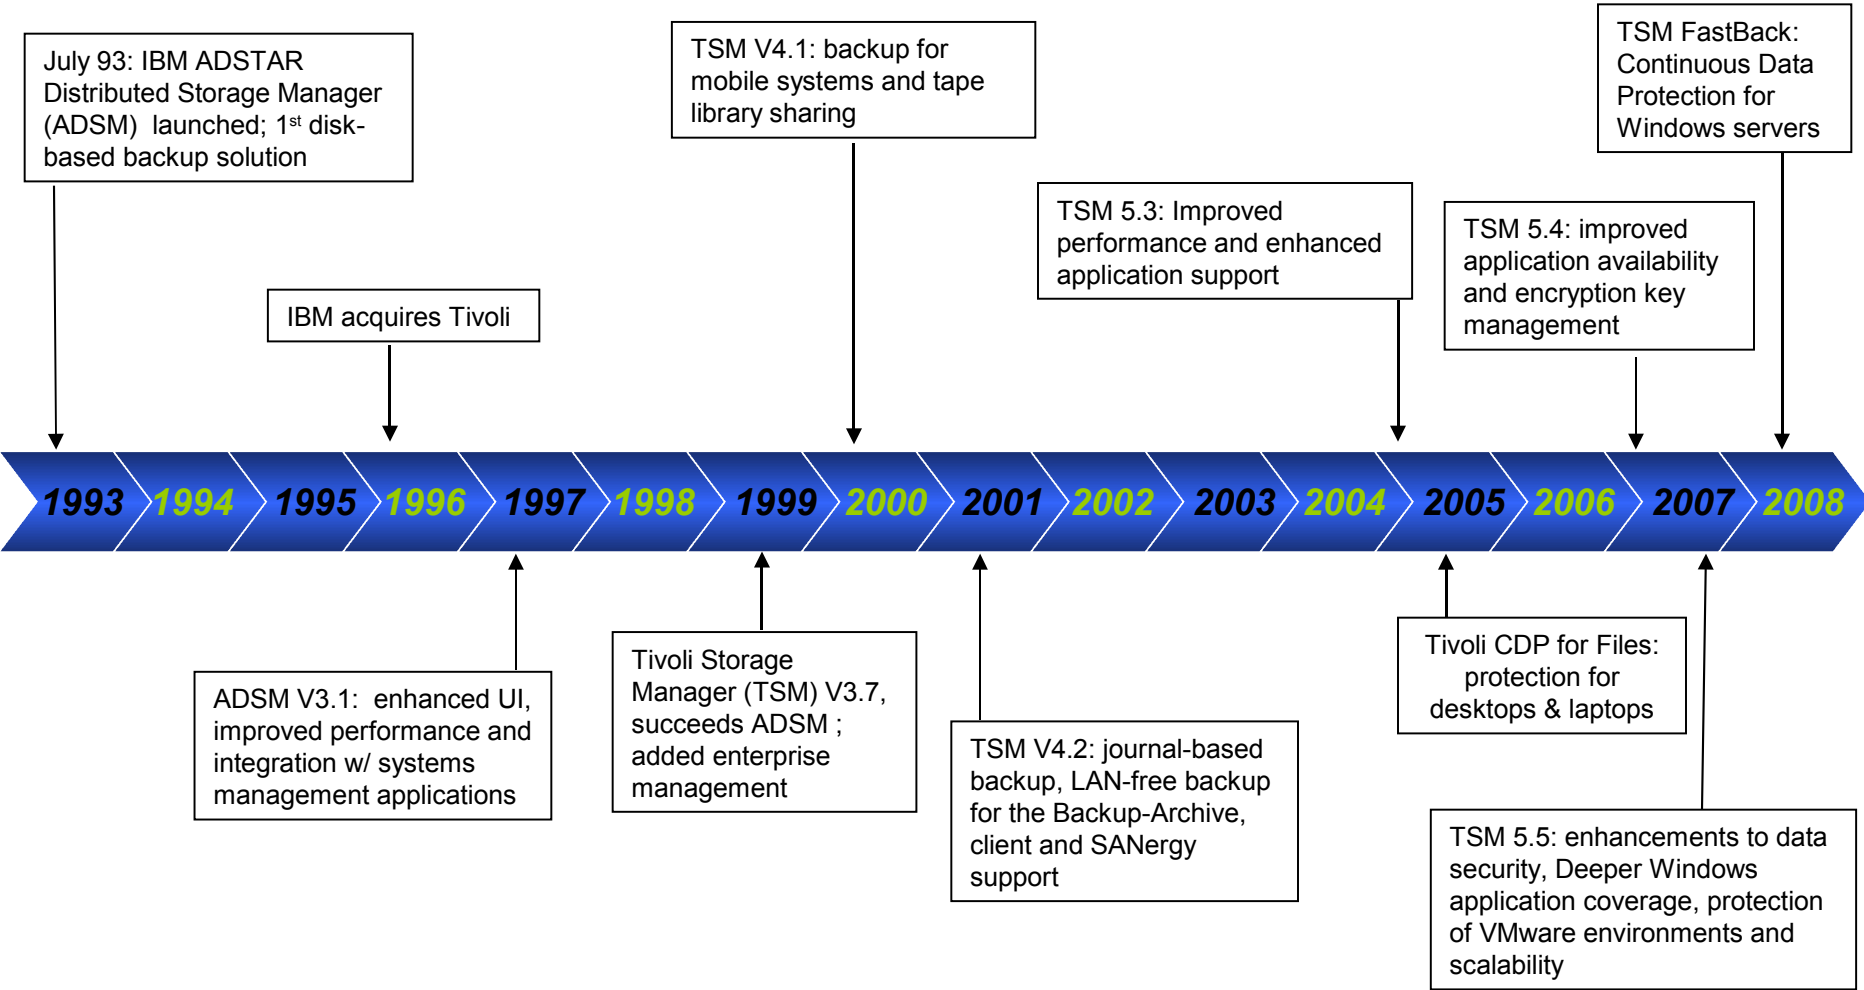 July 93: IBM ADSTAR
Distributed Storage Manager
(ADSM) launched; 1st disk-
based backup solution
TSM V4.1: backup for
mobile systems and tape
library sharing
TSM FastBack:
Continuous Data
Protection for
Windows servers
TSM 5.3: Improved
performance and enhanced
application support
TSM 5.4: improved
application availability
and encryption key
management
IBM acquires Tivoli
1993 1994 1995 1996 1997 1998 1999 2000 2001 2002 2003 2004 2005 2006 2007 2008
ADSM V3.1: enhanced UI,
improved performance and
integration w/ systems
management applications
Tivoli Storage
Manager (TSM) V3.7,
succeeds ADSM ;
added enterprise
management
TSM V4.2: journal-based
backup, LAN-free backup
for the Backup-Archive,
client and SANergy
support
Tivoli CDP for Files:
protection for
desktops & laptops
TSM 5.5: enhancements to data
security, Deeper Windows
application coverage, protection
of VMware environments and
scalability